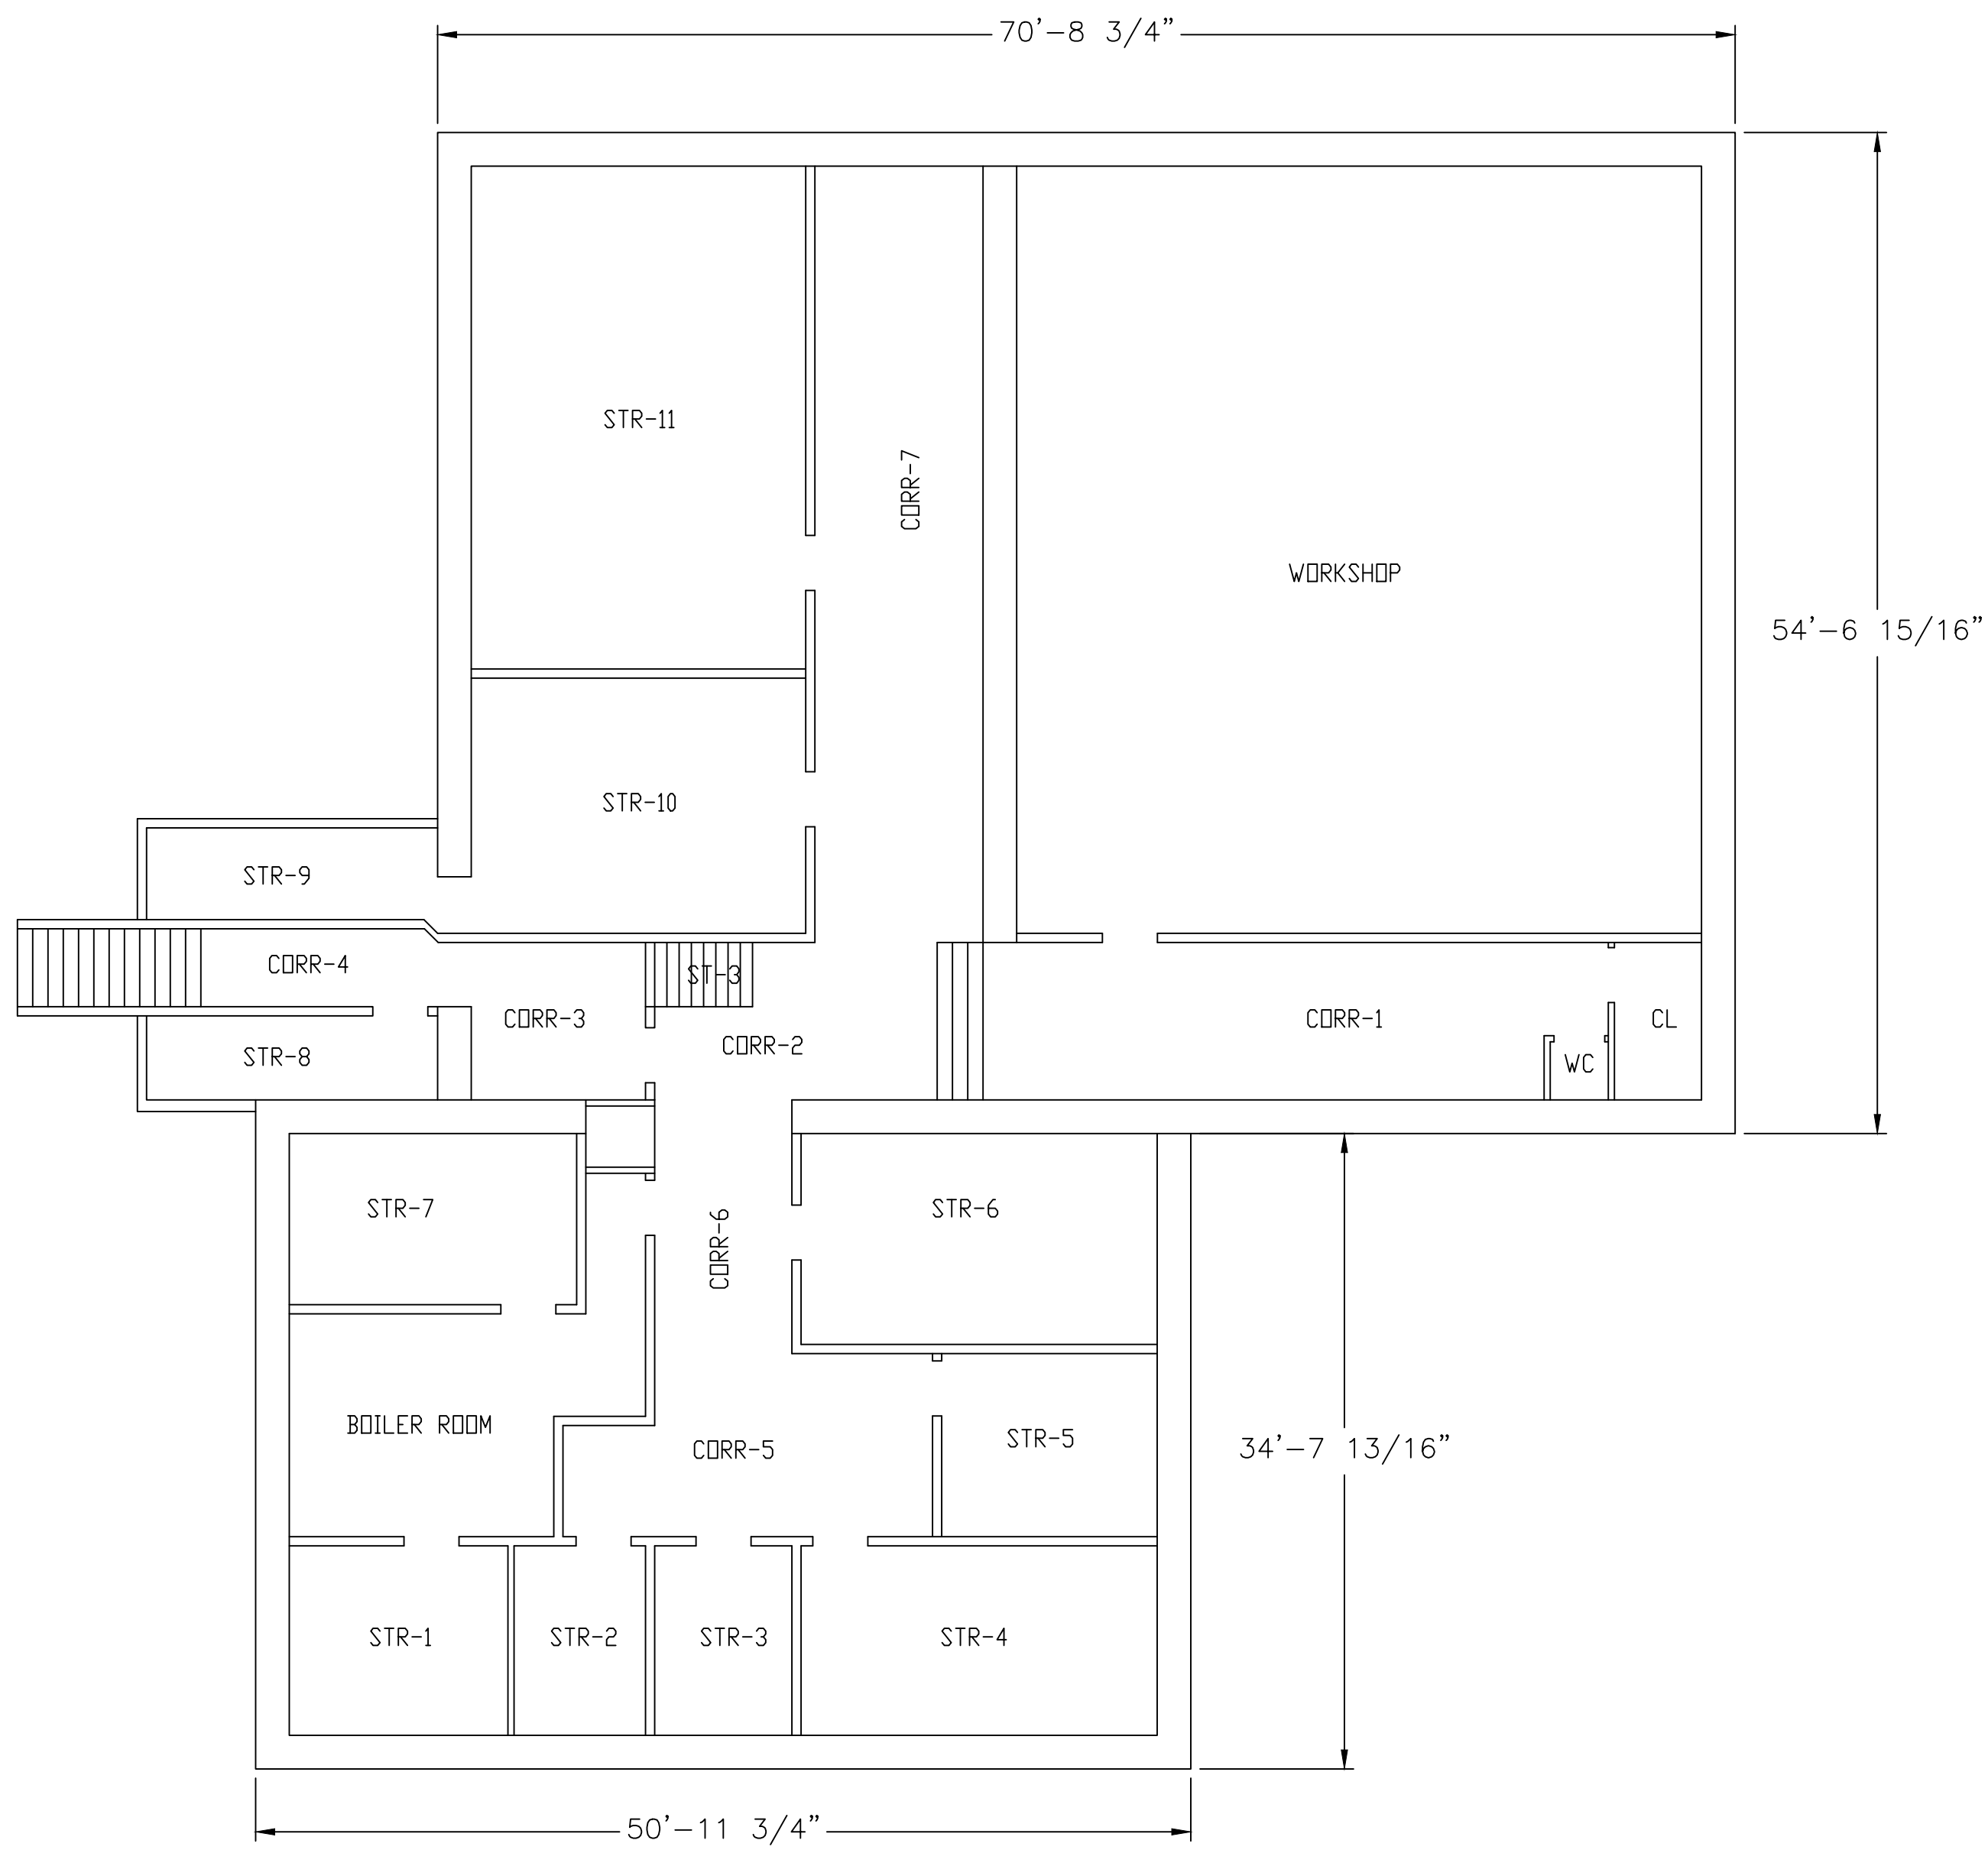 70'-8 3/4"
STR-11
CORR-7
WORKSHOP
54'-6 15/16"
STR-10
STR-9
CORR-4
ST-3
CORR-3
CORR-2
CORR-1
CL
STR-8
WC
STR-7
CORR-6
STR-6
BOILER ROOM
CORR-5
STR-5
34'-7 13/16"
STR-1
STR-2
STR-3
STR-4
50'-11 3/4"